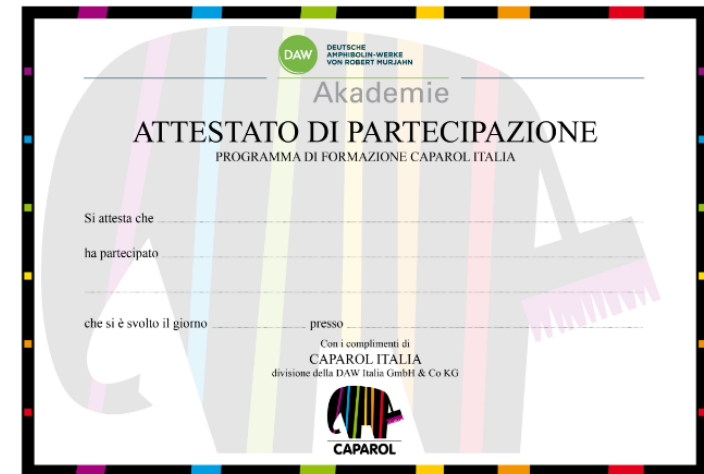 DAW
DEUTSCHE
AMPHIBOLIN-WERKE
VON ROBERT MURJAHN
Akademie
ATTESTATO DI PARTECIPAZIONE
PROGRAMMA DI FORMAZIONE CAPAROL ITALIA
Si attesta che
ha partecipato
che si è svolto il giorno presso
Con i complimenti di
CAPAROL ITALIA
divisione della DAW Italia GmbH & Co KG
CAPAROL